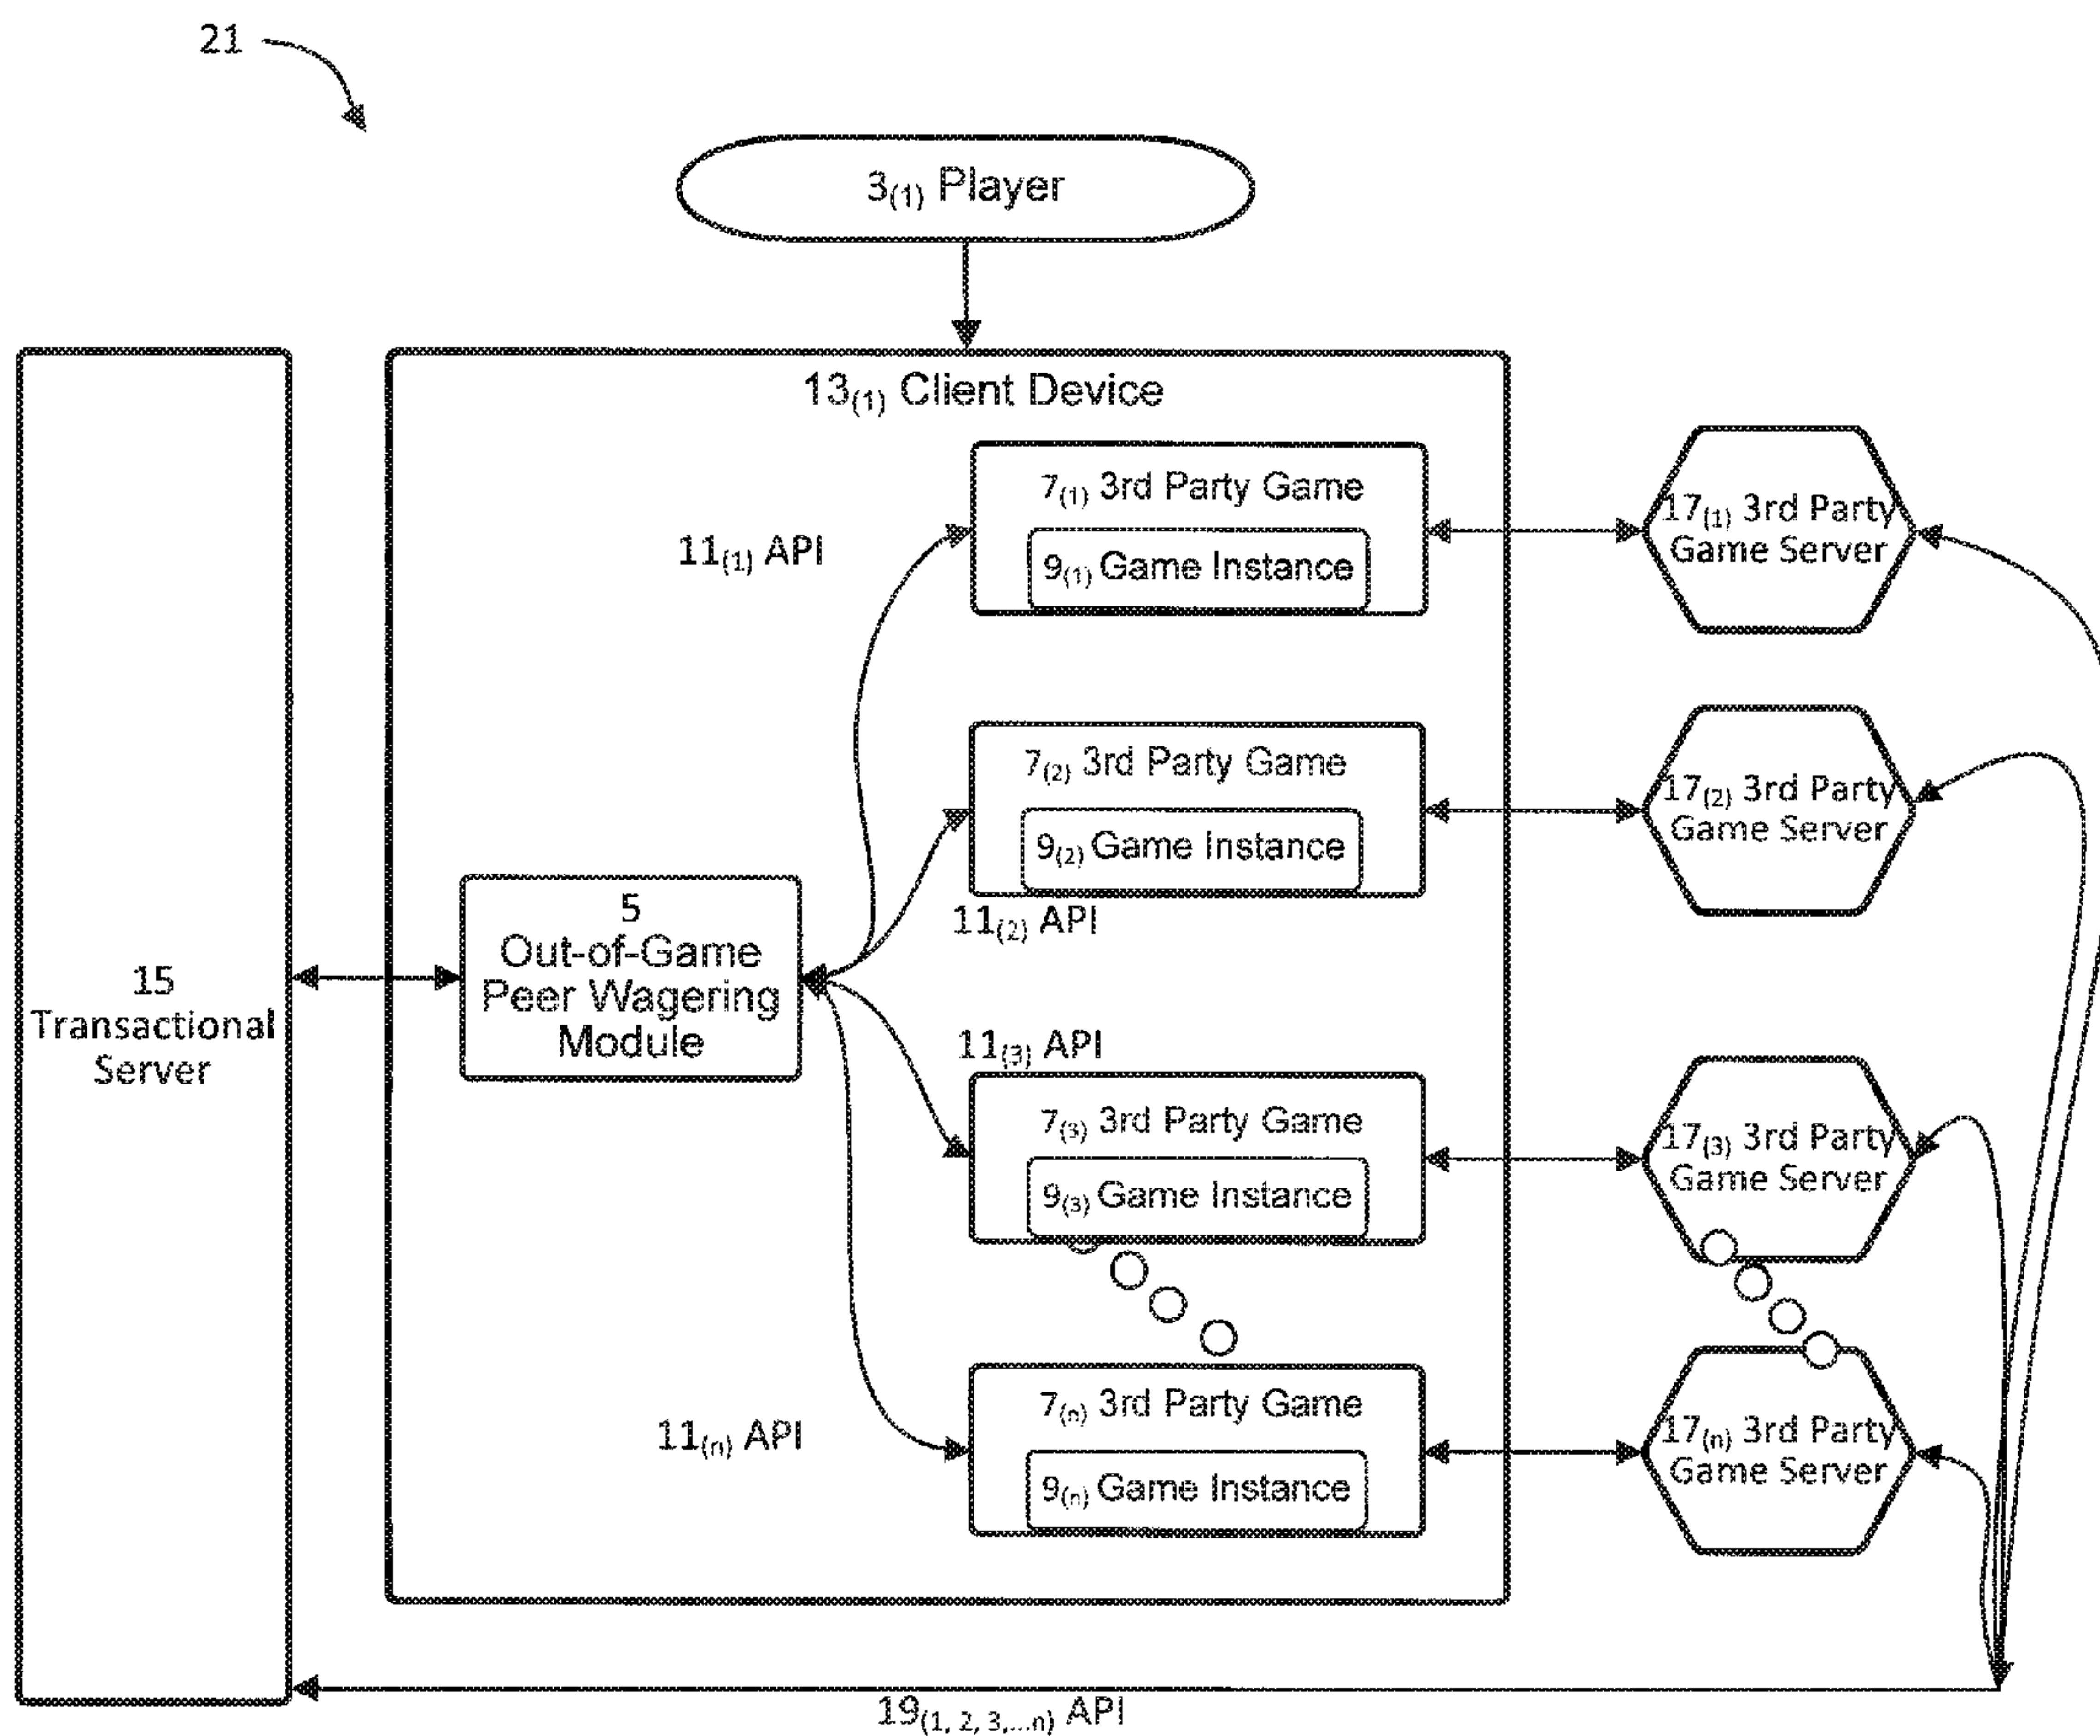 21
3(1) Player
13(1) Client Device
7(1) 3rd Party Game
9(1) Game Instance
11(1) API
17(1) 3rd Party
Game Server
7(2) 3rd Party Game
9(2) Game Instance
11(2) API
17(2) 3rd Party
Game Server
5
Out-of-Game
Peer Wagering
Module
15
Transactional
Server
11(3) API
7(3) 3rd Party Game
9(3) Game Instance
17(3) 3rd Party
Game Server
7(n) 3rd Party Game
9(n) Game Instance
11(n) API
17(n) 3rd Party
Game Server
19(1, 2, 3,...n) API